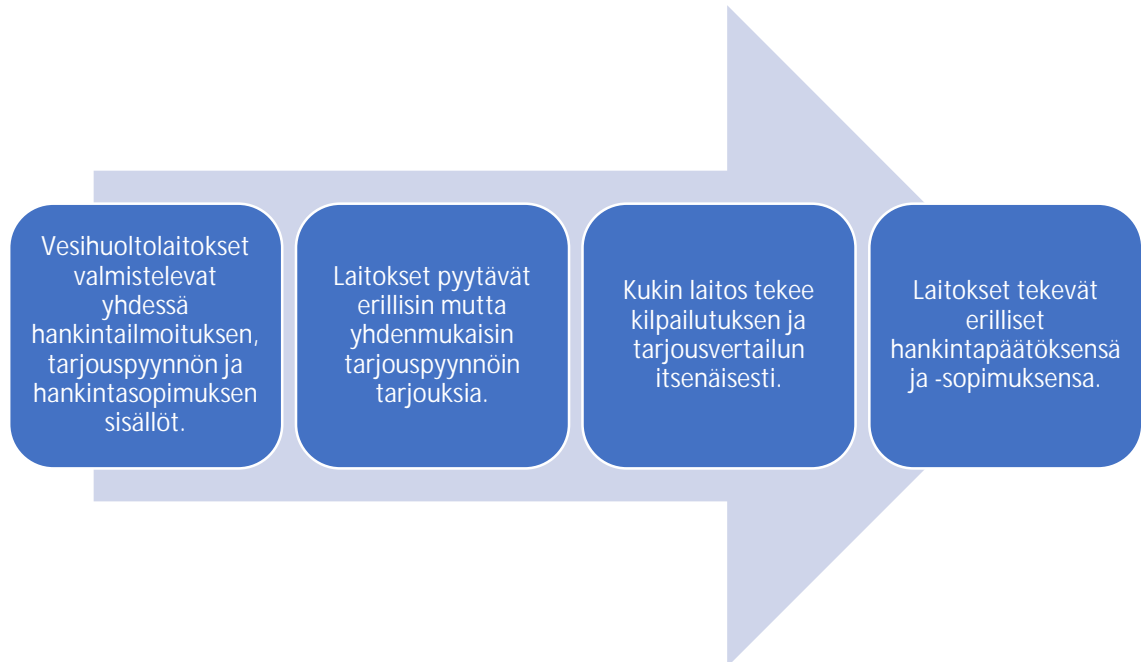 Vesihuoltolaitokset
valmistelevat
yhdessä
hankintailmoituksen,
tarjouspyynnön ja
hankintasopimuksen
sisällöt.
Laitokset pyytävät
erillisin mutta
yhdenmukaisin
tarjouspyynnöin
tarjouksia.
Kukin laitos tekee
kilpailutuksen ja
tarjousvertailun
itsenäisesti.
Laitokset tekevät
erilliset
hankintapäätöksensä
ja -sopimuksensa.